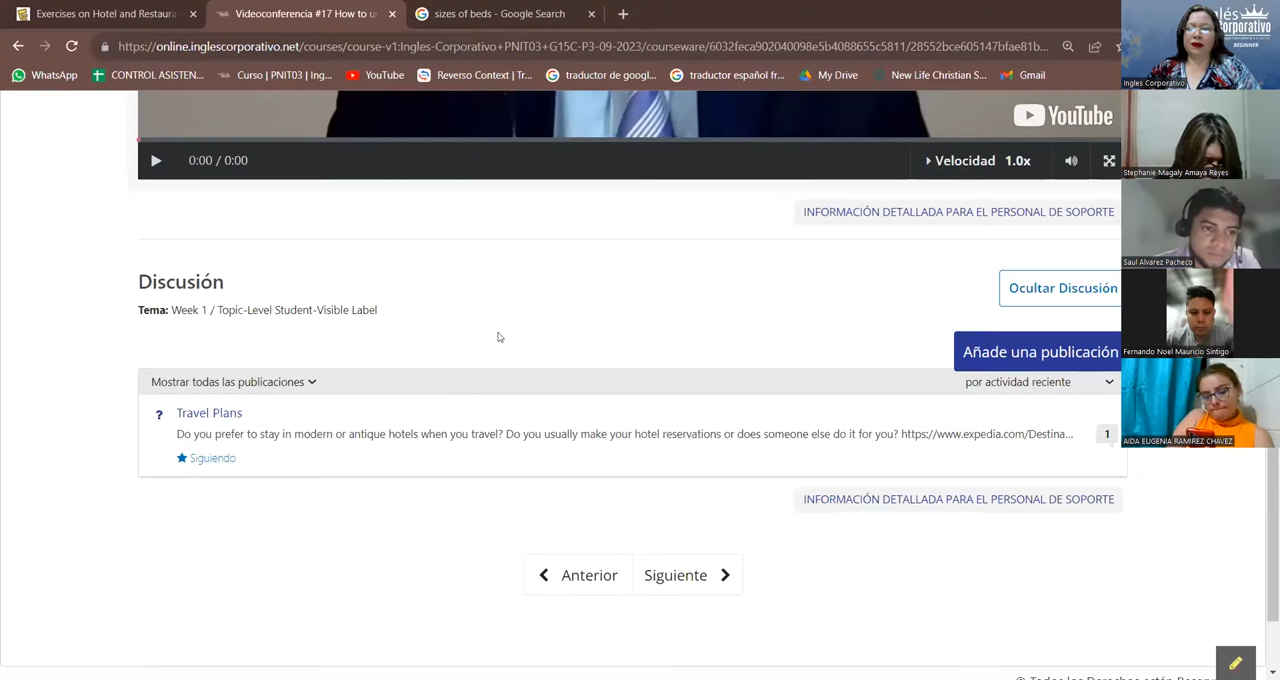 Exercises on Hotel and Restaura
Videoconferencia #17 How to u
sizes of beds - Google Search
https://online.inglescorporativo.net/courses/course-v1:Ingles-Corporativo+PNIT03+G15C-P3-09-2023/courseware/6032feca902040098e5b4088655c5811/28552bce605147bfae81b...
WhatsApp
CONTROL ASISTEN...
Curso | PNIT03 | Ing...
YouTube
Reverso Context | Tr...
traductor de googl...
traductor español fr...
My Drive
New Life Christian S...
Gmail
YouTube
0:00 / 0:00
Velocidad 1.0x
INFORMACIÓN DETALLADA PARA EL PERSONAL DE SOPORTE
Discusión
Ocultar Discusión
Tema: Week 1 / Topic-Level Student-Visible Label
Añade una publicación
Mostrar todas las publicaciones
por actividad reciente
? Travel Plans
Do you prefer to stay in modern or antique hotels when you travel? Do you usually make your hotel reservations or does someone else do it for you? https://www.expedia.com/Destina...
1
Siguiendo
INFORMACIÓN DETALLADA PARA EL PERSONAL DE SOPORTE
Anterior
Siguiente
glés
Corporativo
BEGINNER
Ingles Corporativo
Stephanie Magaly Amaya Reyes
Saul Alvarez Pacheco
Fernando Noel Mauricio Sintigo
AIDA EUGENIA RAMIREZ CHAVEZ